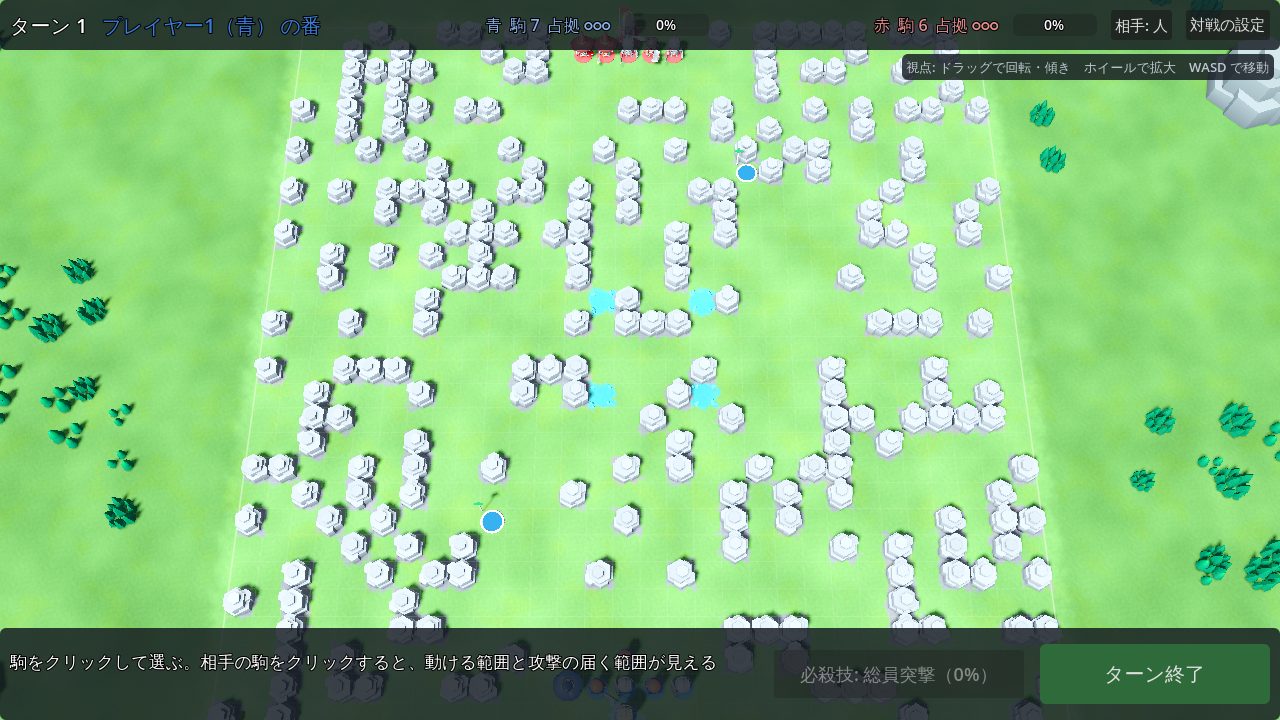 ターン 1 プレイヤー1（青） の番 青 駒 7 占拠 ○○○ 0% 赤 駒 6 占拠 ○○○ 0% 相手: 人 対戦の設定
視点: ドラッグで回転・傾き ホイールで拡大 WASD で移動
駒をクリックして選ぶ。相手の駒をクリックすると、動ける範囲と攻撃の届く範囲が見える
必殺技: 総員突撃（0%）
ターン終了